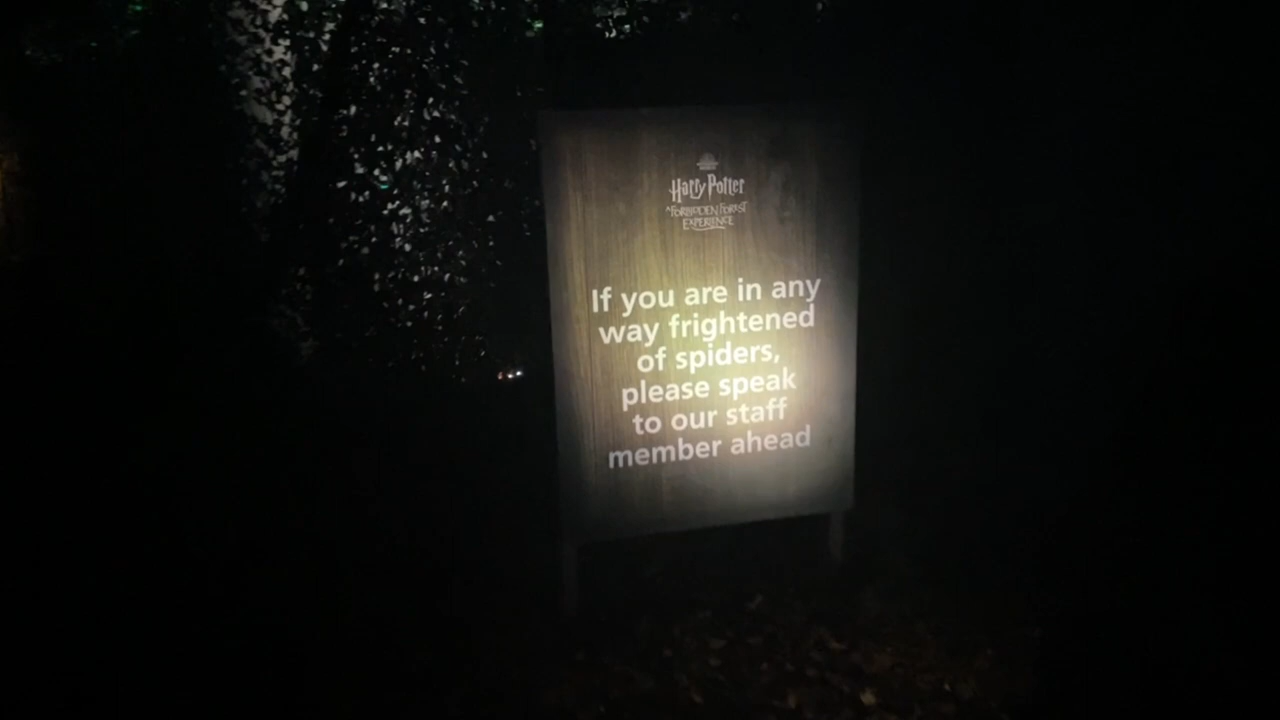 Harry Potter
A FORBIDDEN FOREST
EXPERIENCE
If you are in any
way frightened
of spiders,
please speak
to our staff
member ahead